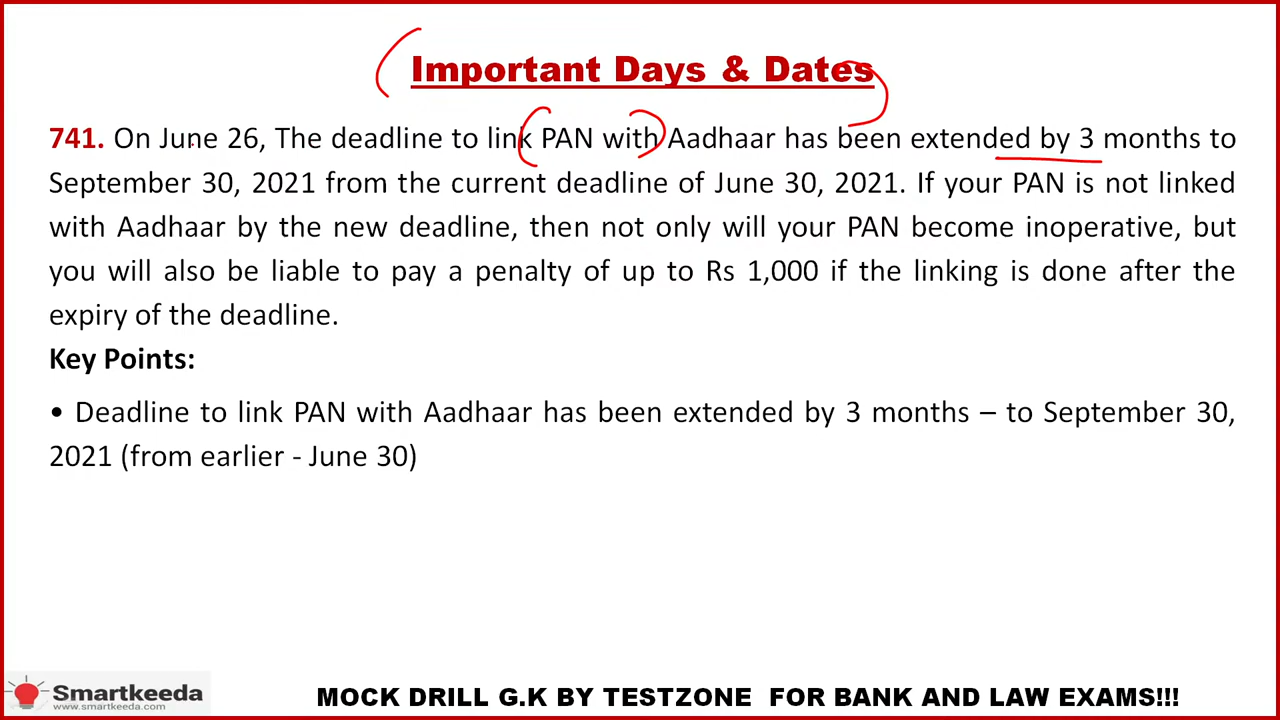 Important Days & Dates
741. On June 26, The deadline to link PAN with Aadhaar has been extended by 3 months to
September 30, 2021 from the current deadline of June 30, 2021. If your PAN is not linked
with Aadhaar by the new deadline, then not only will your PAN become inoperative, but
you will also be liable to pay a penalty of up to Rs 1,000 if the linking is done after the
expiry of the deadline.
Key Points:
• Deadline to link PAN with Aadhaar has been extended by 3 months – to September 30,
2021 (from earlier - June 30)
Smartkeeda
www.smartkeeda.com
MOCK DRILL G.K BY TESTZONE FOR BANK AND LAW EXAMS!!!